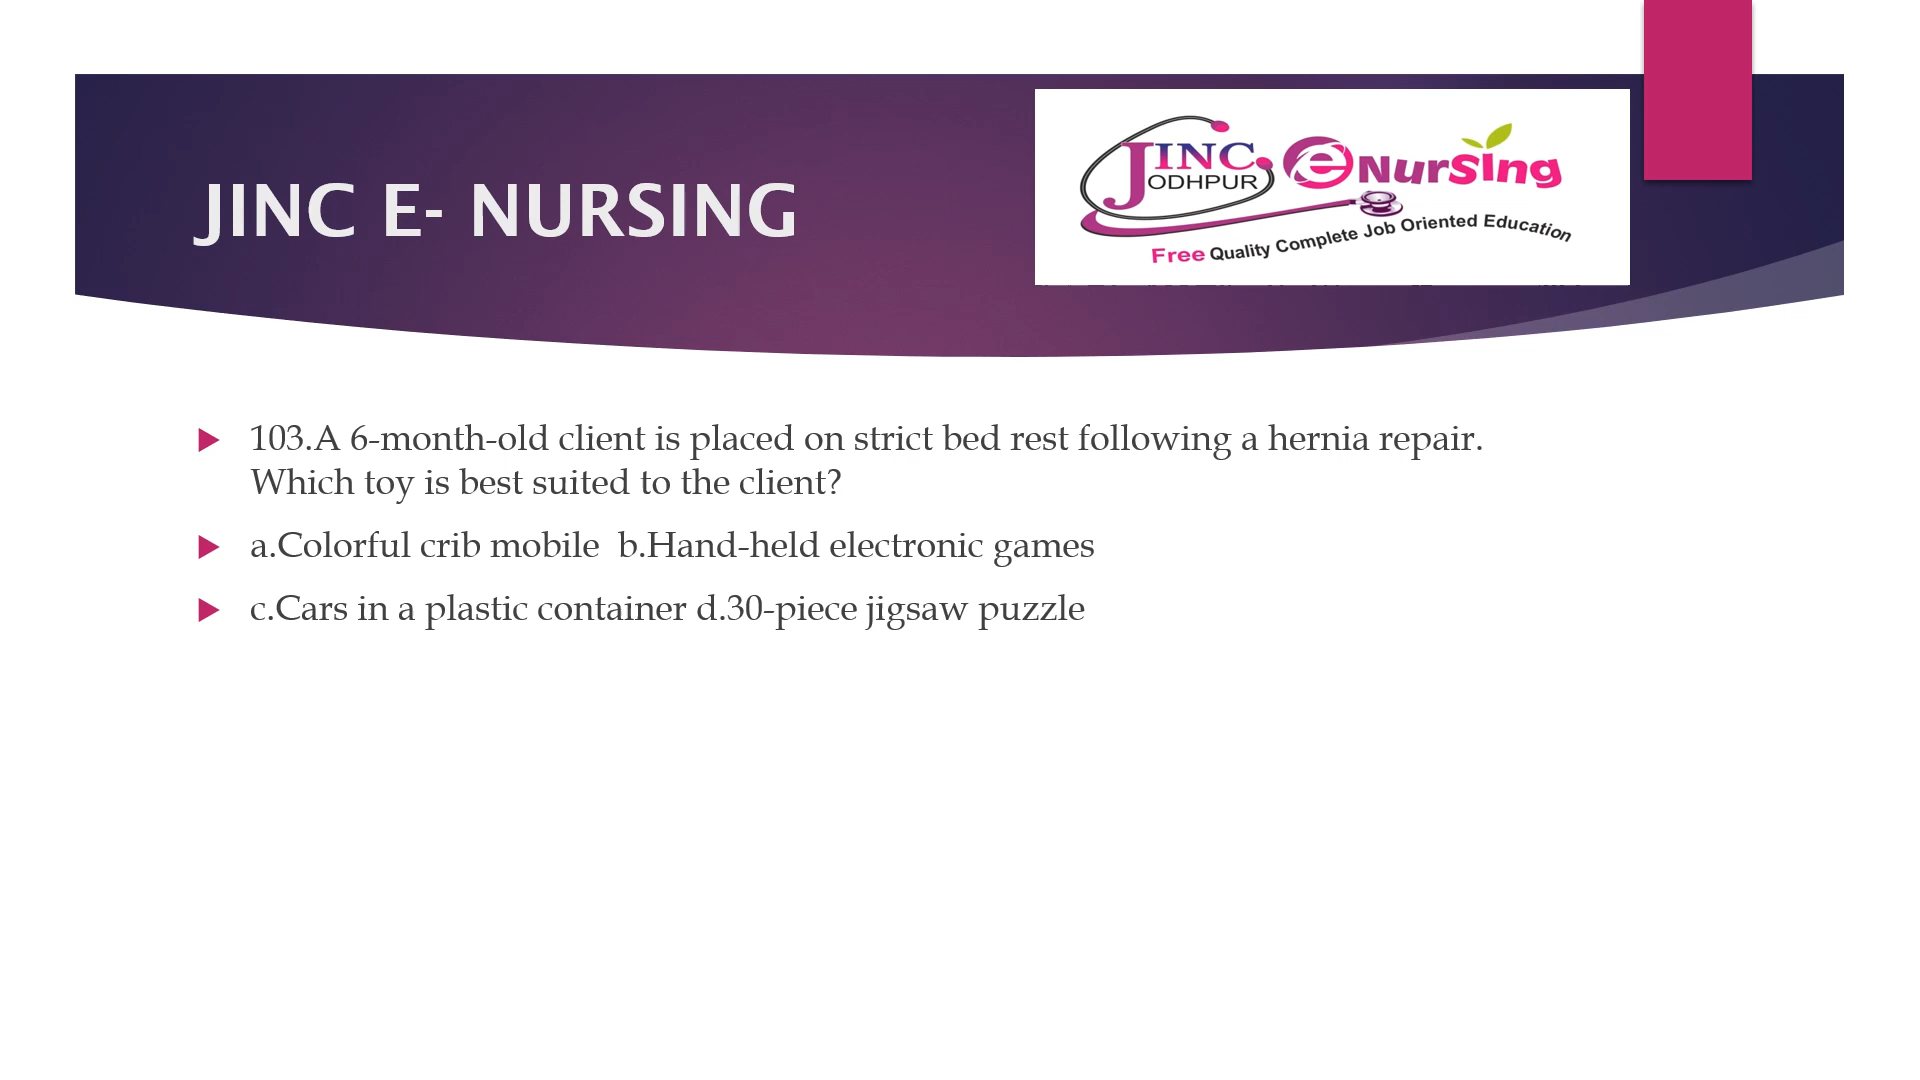 JINC E- NURSING
JINC
ODHPUR
eNursing
Free Quality Complete Job Oriented Education
103.A 6-month-old client is placed on strict bed rest following a hernia repair.
Which toy is best suited to the client?
a.Colorful crib mobile  b.Hand-held electronic games
c.Cars in a plastic container d.30-piece jigsaw puzzle